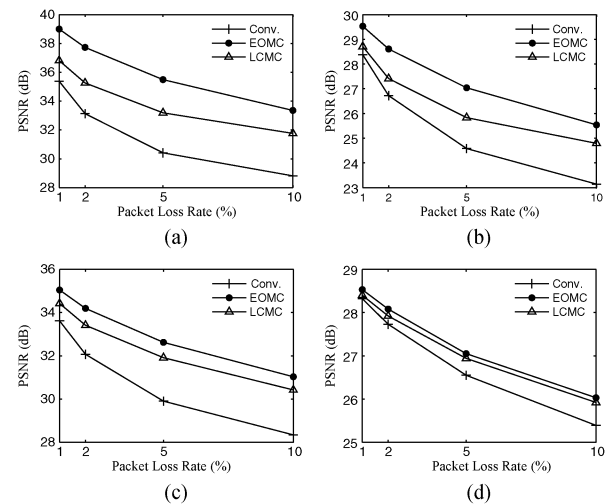 40
38
36
34
32
30
28
PSNR (dB)
Conv.
EOMC
LCMC
1 2 5 10
Packet Loss Rate (%)
(a)
30
29
28
27
26
25
24
23
PSNR (dB)
Conv.
EOMC
LCMC
1 2 5 10
Packet Loss Rate (%)
(b)
36
34
32
30
28
PSNR (dB)
Conv.
EOMC
LCMC
1 2 5 10
Packet Loss Rate (%)
(c)
29
28
27
26
25
PSNR (dB)
Conv.
EOMC
LCMC
1 2 5 10
Packet Loss Rate (%)
(d)